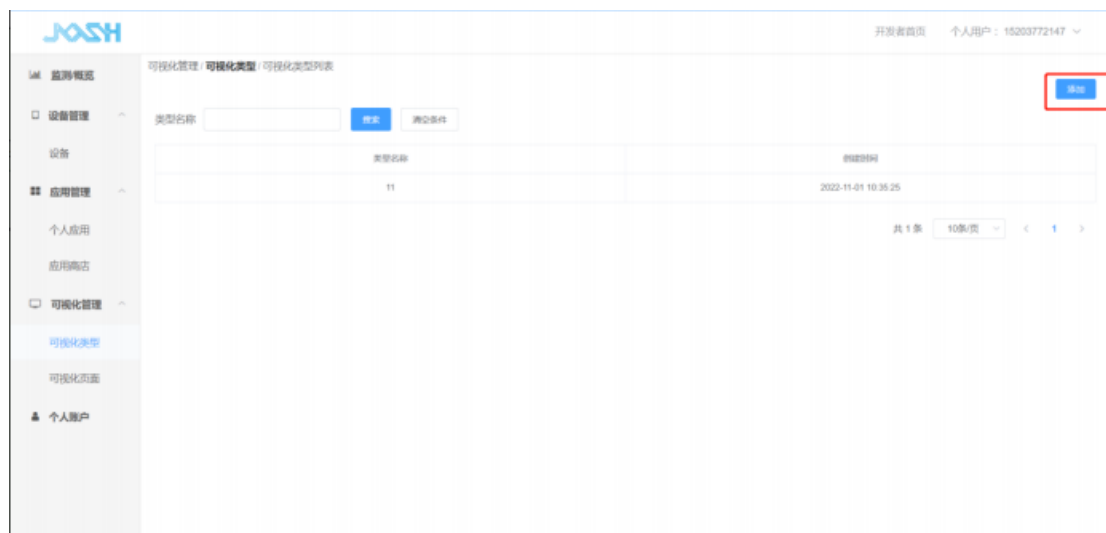 JXSH
开发者首页 个人用户：15203772147
监测/概览
可视化管理 / 可视化类型 / 可视化类型列表
添加
设备管理
类型名称 搜索 清空条件
设备
类型名称 创建时间
11 2022-11-01 10:35:25
应用管理
共 1 条 10条/页 1
个人应用
应用商店
可视化管理
可视化类型
可视化页面
个人账户